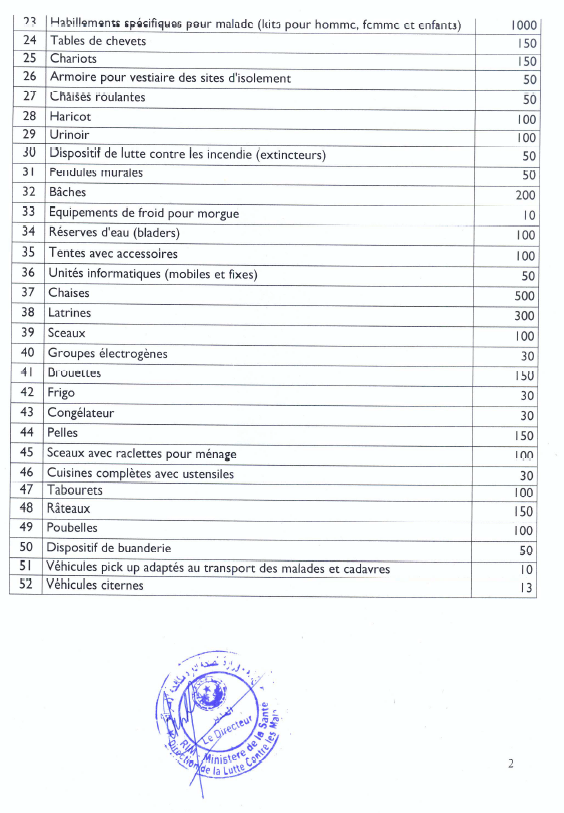 23 Habillements spécifiques pour malade (kits pour homme, femme et enfants) 1000
24 Tables de chevets 150
25 Chariots 150
26 Armoire pour vestiaire des sites d'isolement 50
27 Chaises roulantes 50
28 Haricot 100
29 Urinoir 100
30 Dispositif de lutte contre les incendie (extincteurs) 50
31 Pendules murales 50
32 Bâches 200
33 Equipements de froid pour morgue 10
34 Réserves d'eau (bladers) 100
35 Tentes avec accessoires 100
36 Unités informatiques (mobiles et fixes) 50
37 Chaises 500
38 Latrines 300
39 Sceaux 100
40 Groupes électrogènes 30
41 Brouettes 150
42 Frigo 30
43 Congélateur 30
44 Pelles 150
45 Sceaux avec raclettes pour ménage 100
46 Cuisines complètes avec ustensiles 30
47 Tabourets 100
48 Râteaux 150
49 Poubelles 100
50 Dispositif de buanderie 50
51 Véhicules pick up adaptés au transport des malades et cadavres 10
52 Véhicules citernes 13
Le Directeur
RIM - Ministere de la Sante
Direction de la Lutte Contre les Mal
2